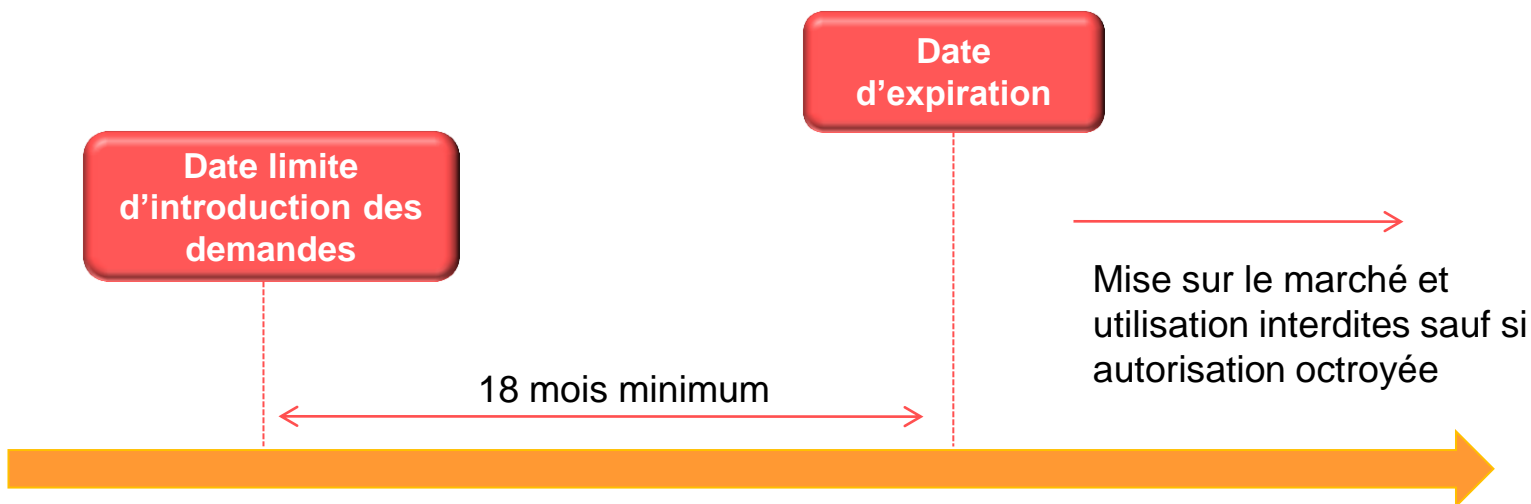 Date
d’expiration
Date limite
d’introduction des
demandes
Mise sur le marché et
utilisation interdites sauf si
autorisation octroyée
18 mois minimum